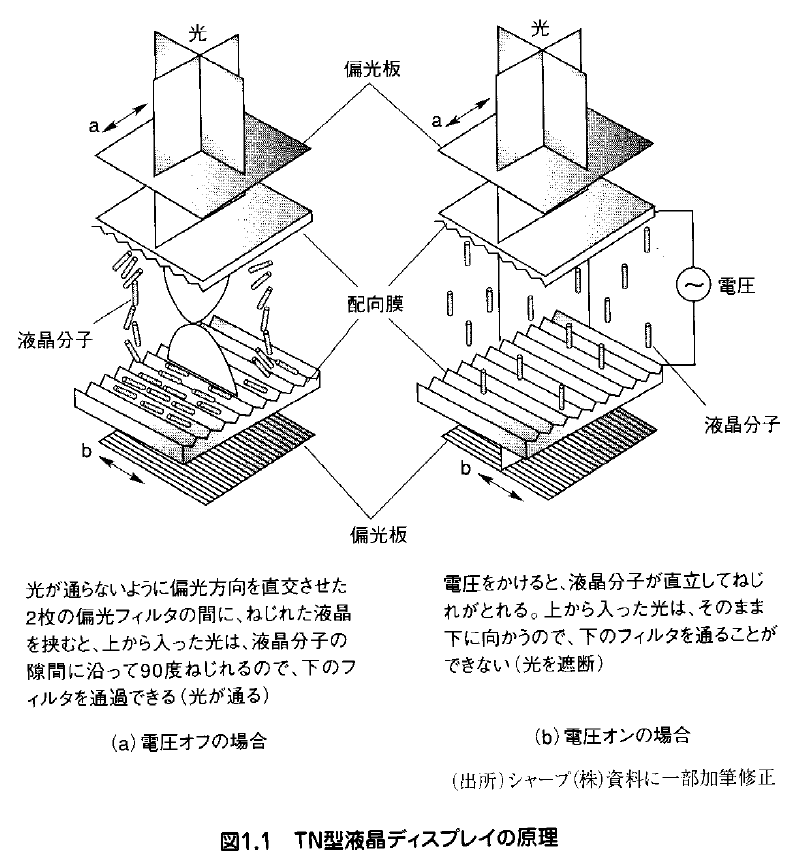 光
光
偏光板
a
a
電圧
配向膜
液晶分子
液晶分子
b
b
偏光板
光が通らないように偏光方向を直交させた
2枚の偏光フィルタの間に、ねじれた液晶
を挟むと、上から入った光は、液晶分子の
隙間に沿って90度ねじれるので、下のフ
ィルタを通過できる（光が通る）
（a）電圧オフの場合
電圧をかけると、液晶分子が直立してねじ
れがとれる。上から入った光は、そのまま
下に向かうので、下のフィルタを通ることが
できない（光を遮断）
（b）電圧オンの場合
（出所）シャープ（株）資料に一部加筆修正
図1.1 TN型液晶ディスプレイの原理